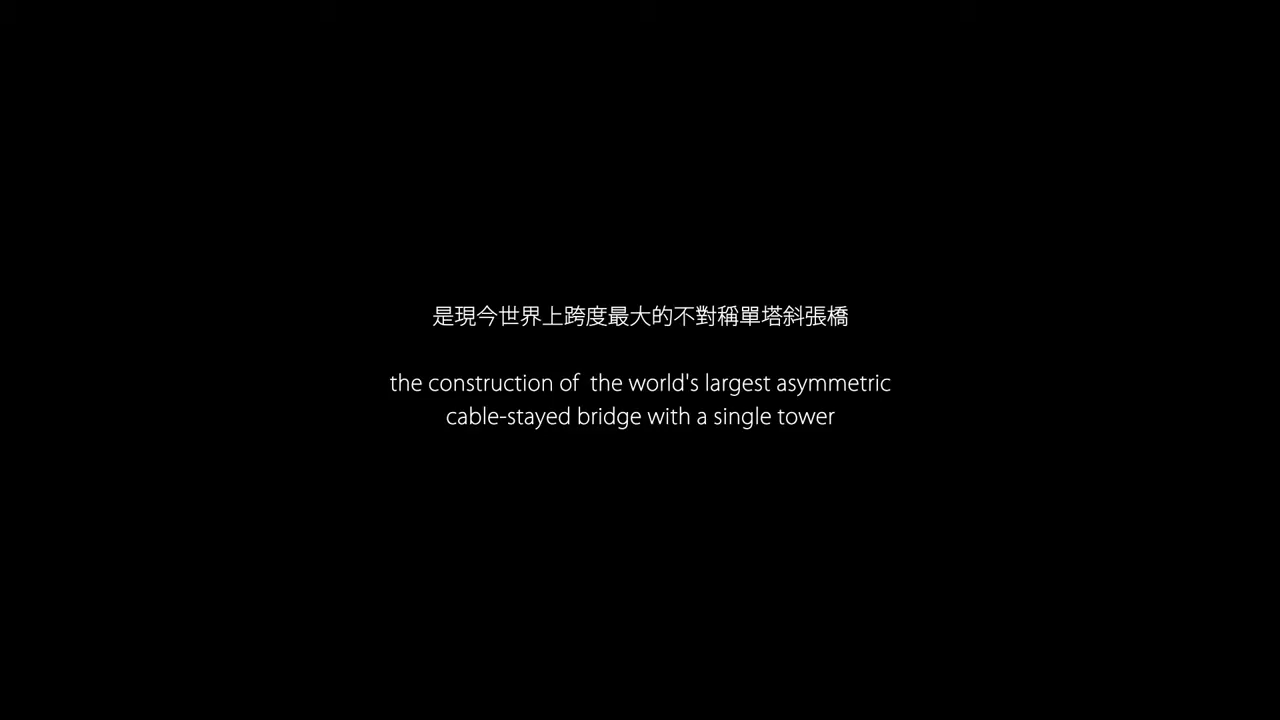 是現今世界上跨度最大的不對稱單塔斜張橋
the construction of  the world's largest asymmetric
cable-stayed bridge with a single tower